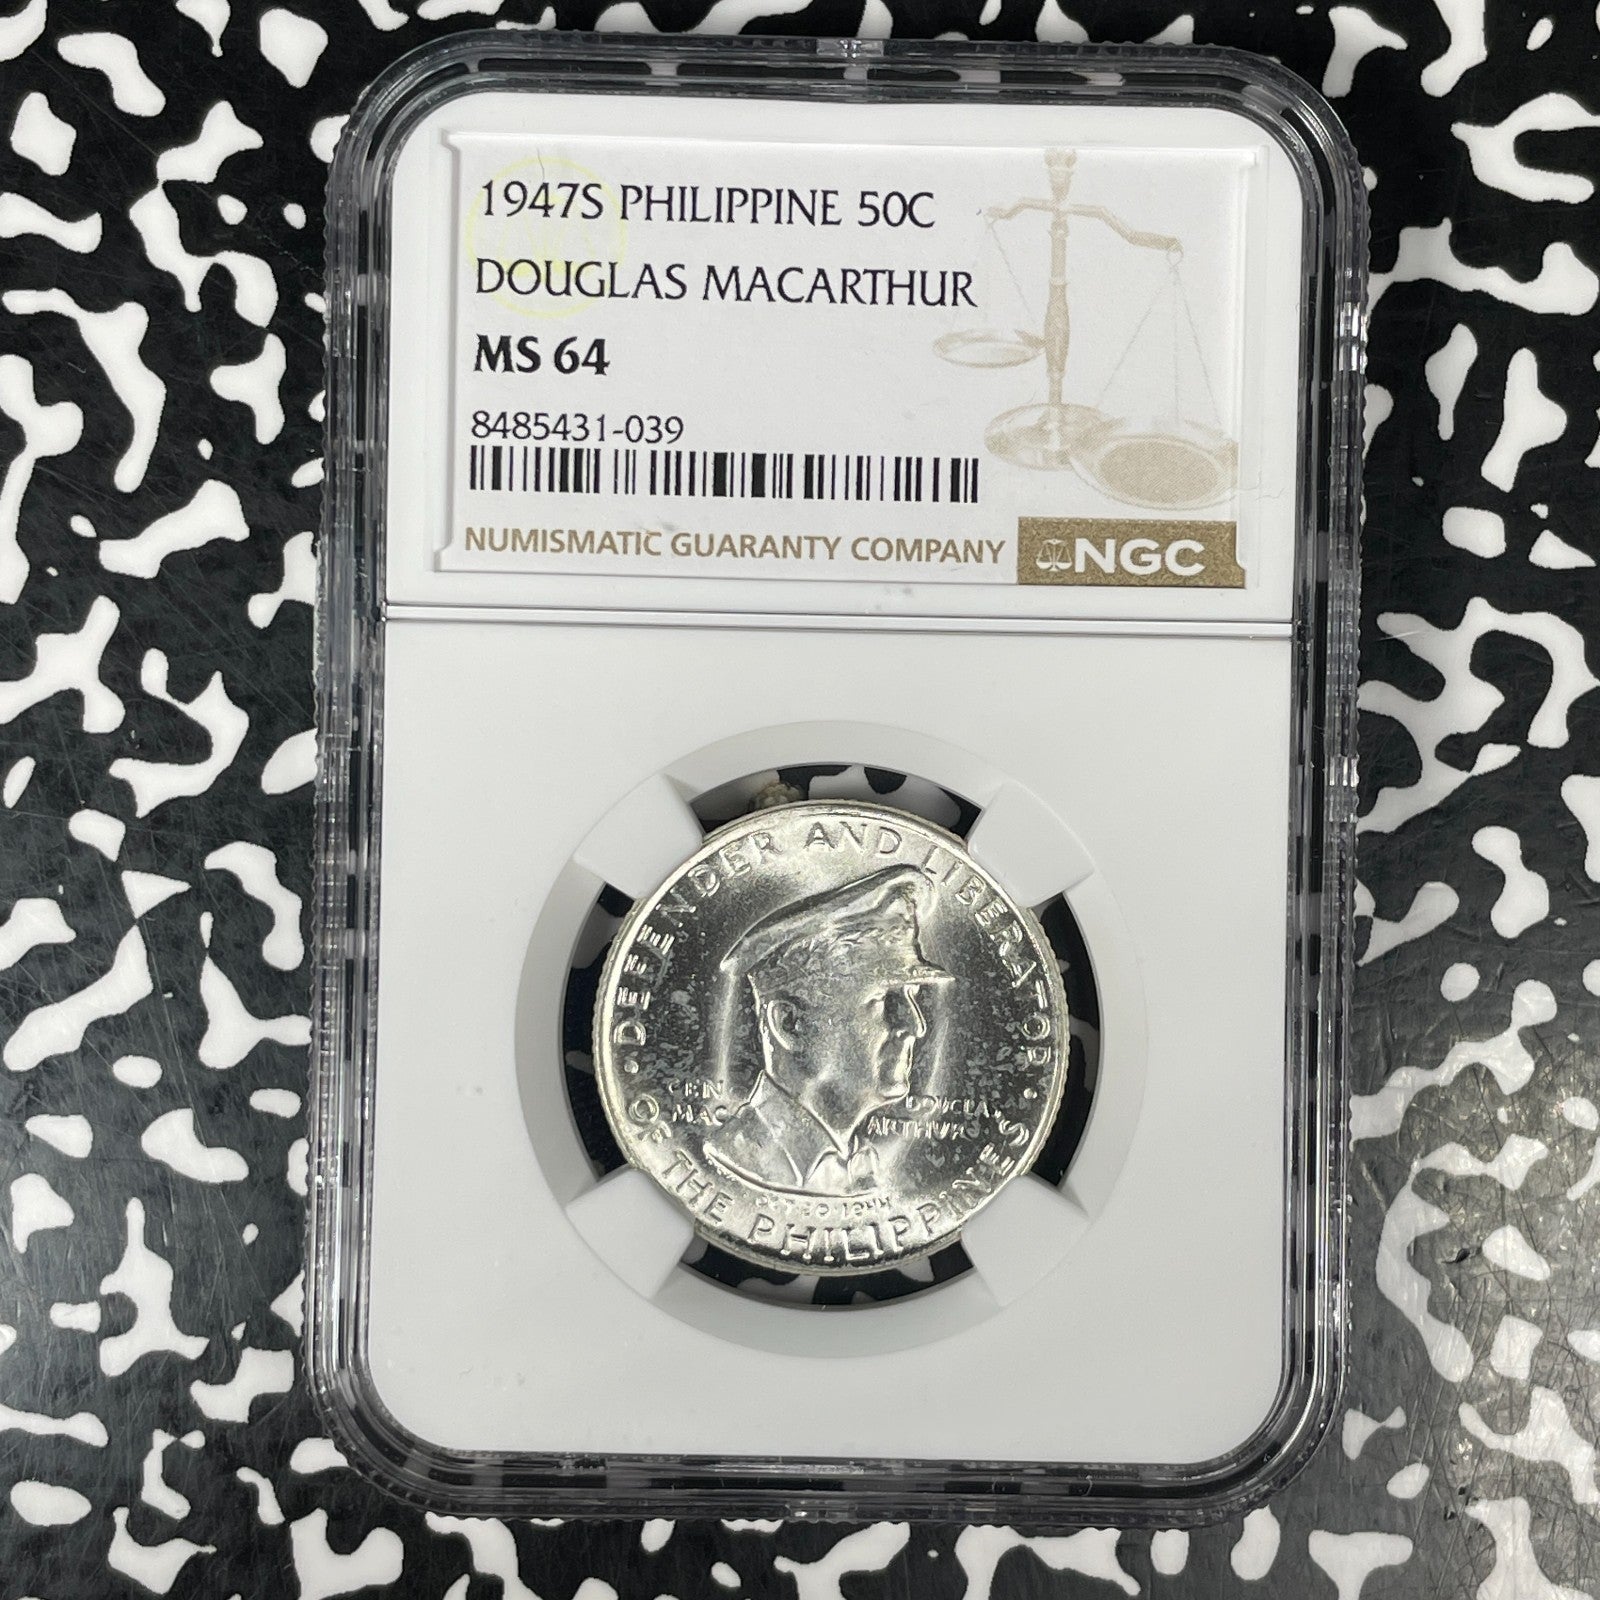 1947S PHILIPPINE 50C
DOUGLAS MACARTHUR
MS 64
8485431-039
NUMISMATIC GUARANTY COMPANY
NGC
DEFENDER AND LIBERATOR
GEN DOUGLAS
MAC ARTHUR
OF THE PHILIPPINES